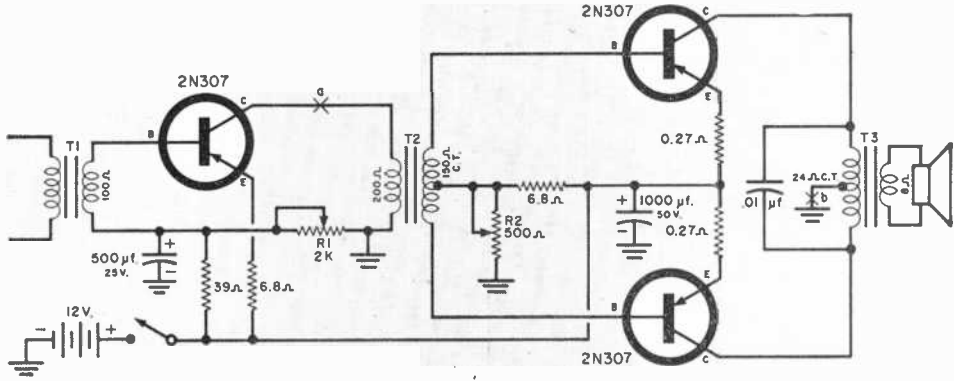 2N307
C
B
E
0.27Ω
2N307
C
a
B
E
T1
100Ω
200Ω
T2
150Ω
C.T.
6.8Ω
R1
2K
R2
500Ω
+
1000 µf.
50V.
-
0.27Ω
.01 µf
24Ω C.T.
b
T3
8Ω
+
500 µf.
25V.
-
39Ω
6.8Ω
12V.
-
+
E
B
C
2N307